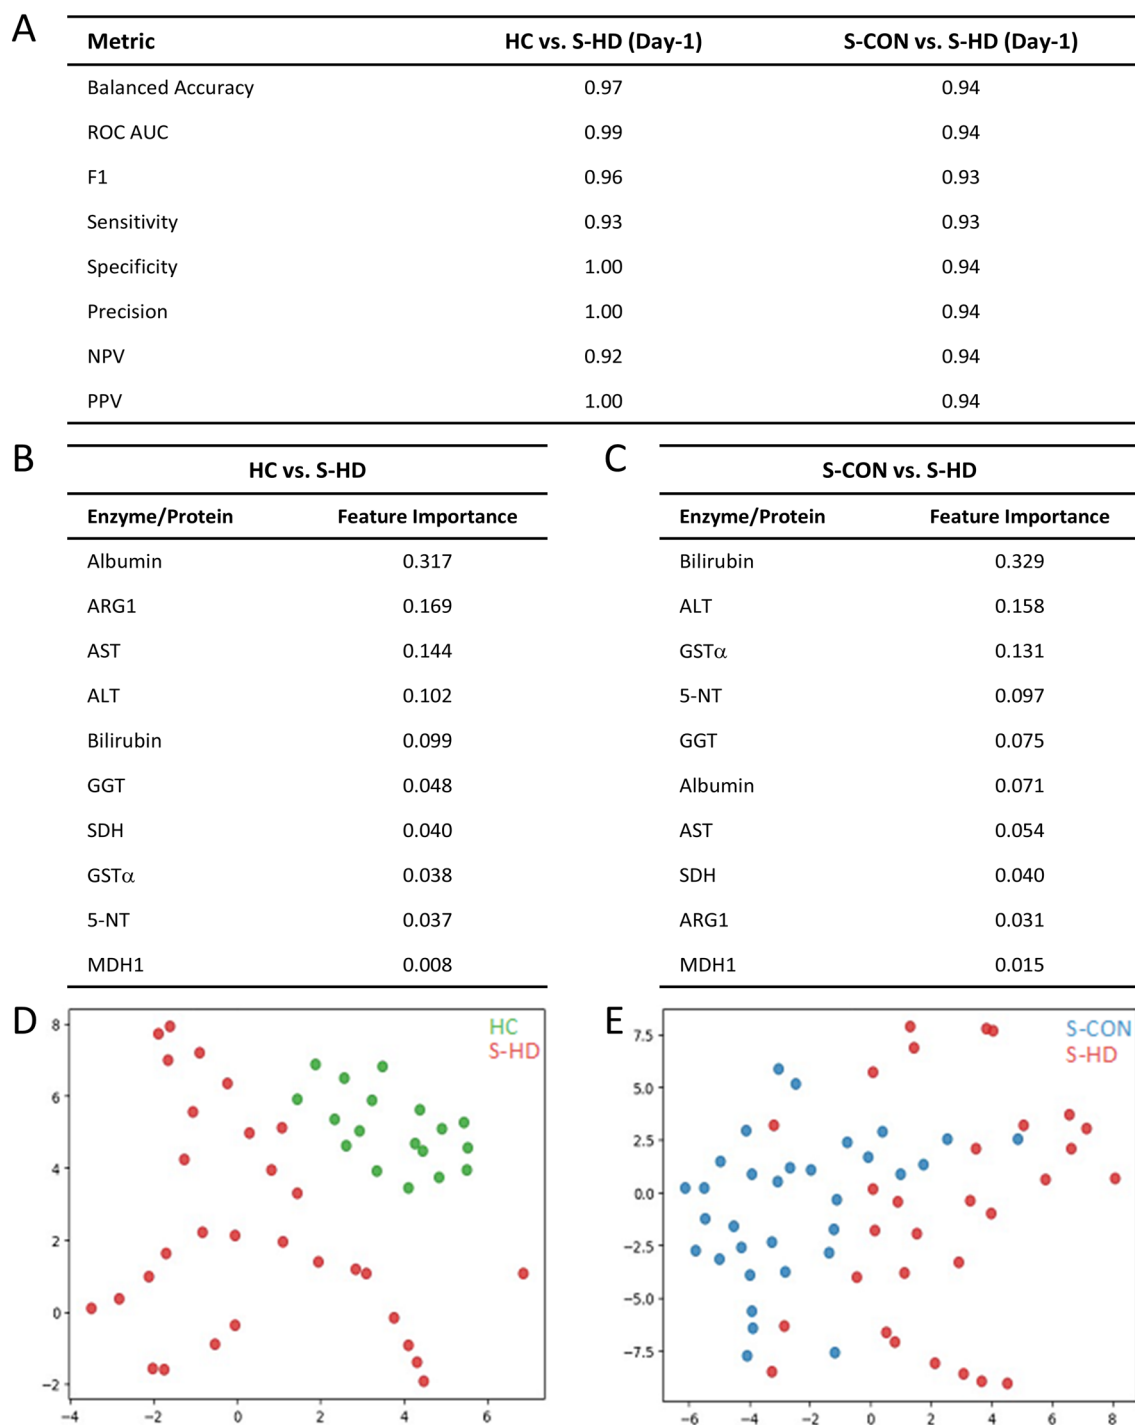 A
Metric HC vs. S-HD (Day-1) S-CON vs. S-HD (Day-1)
Balanced Accuracy 0.97 0.94
ROC AUC 0.99 0.94
F1 0.96 0.93
Sensitivity 0.93 0.93
Specificity 1.00 0.94
Precision 1.00 0.94
NPV 0.92 0.94
PPV 1.00 0.94
B
HC vs. S-HD
Enzyme/Protein Feature Importance
Albumin 0.317
ARG1 0.169
AST 0.144
ALT 0.102
Bilirubin 0.099
GGT 0.048
SDH 0.040
GSTα 0.038
5-NT 0.037
MDH1 0.008
C
S-CON vs. S-HD
Enzyme/Protein Feature Importance
Bilirubin 0.329
ALT 0.158
GSTα 0.131
5-NT 0.097
GGT 0.075
Albumin 0.071
AST 0.054
SDH 0.040
ARG1 0.031
MDH1 0.015
D
HC
S-HD
8
6
4
2
0
−2
−4 −2 0 2 4 6
E
S-CON
S-HD
7.5
5.0
2.5
0.0
−2.5
−5.0
−7.5
−6 −4 −2 0 2 4 6 8